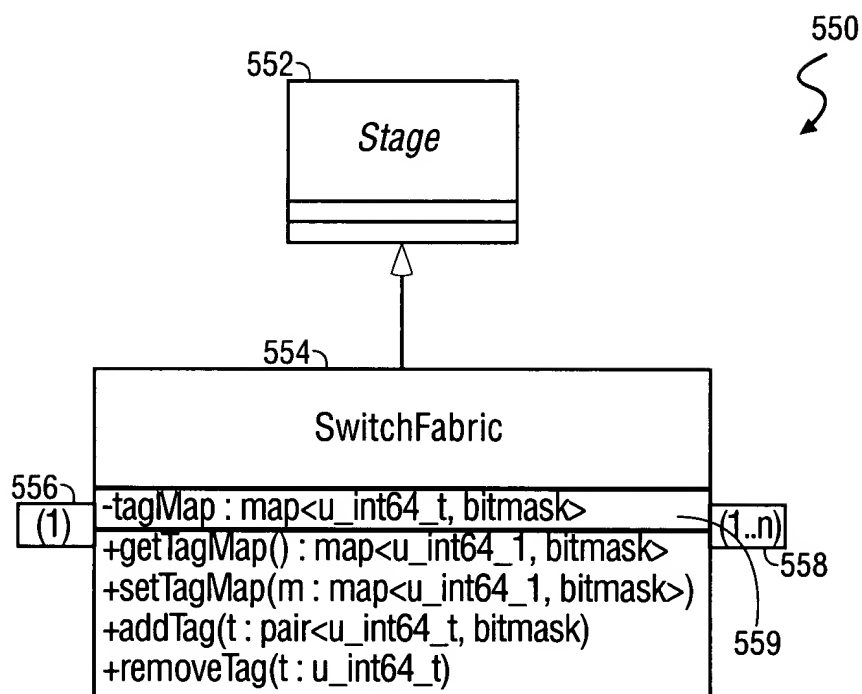 550
552
Stage
554
SwitchFabric
556
(1)
-tagMap : map<u_int64_t, bitmask>
(1..n)
558
+getTagMap() : map<u_int64_1, bitmask>
+setTagMap(m : map<u_int64_1, bitmask>)
+addTag(t : pair<u_int64_t, bitmask)
559
+removeTag(t : u_int64_t)